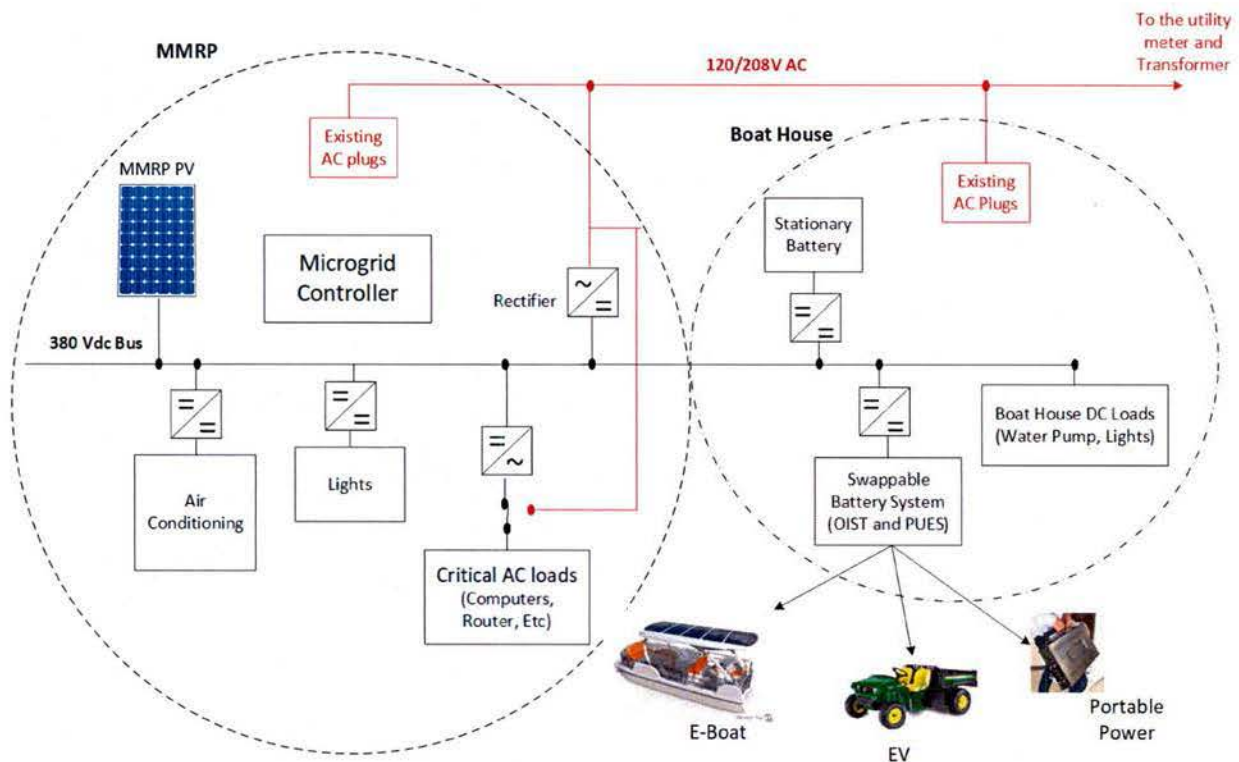 To the utility
meter and
Transformer
MMRP
120/208V AC
Existing
AC plugs
Boat House
MMRP PV
Existing
AC Plugs
Stationary
Battery
Microgrid
Controller
Rectifier
380 Vdc Bus
Boat House DC Loads
(Water Pump, Lights)
Air
Conditioning
Lights
Swappable
Battery System
(OIST and PUES)
Critical AC loads
(Computers,
Router, Etc)
E-Boat
EV
Portable
Power